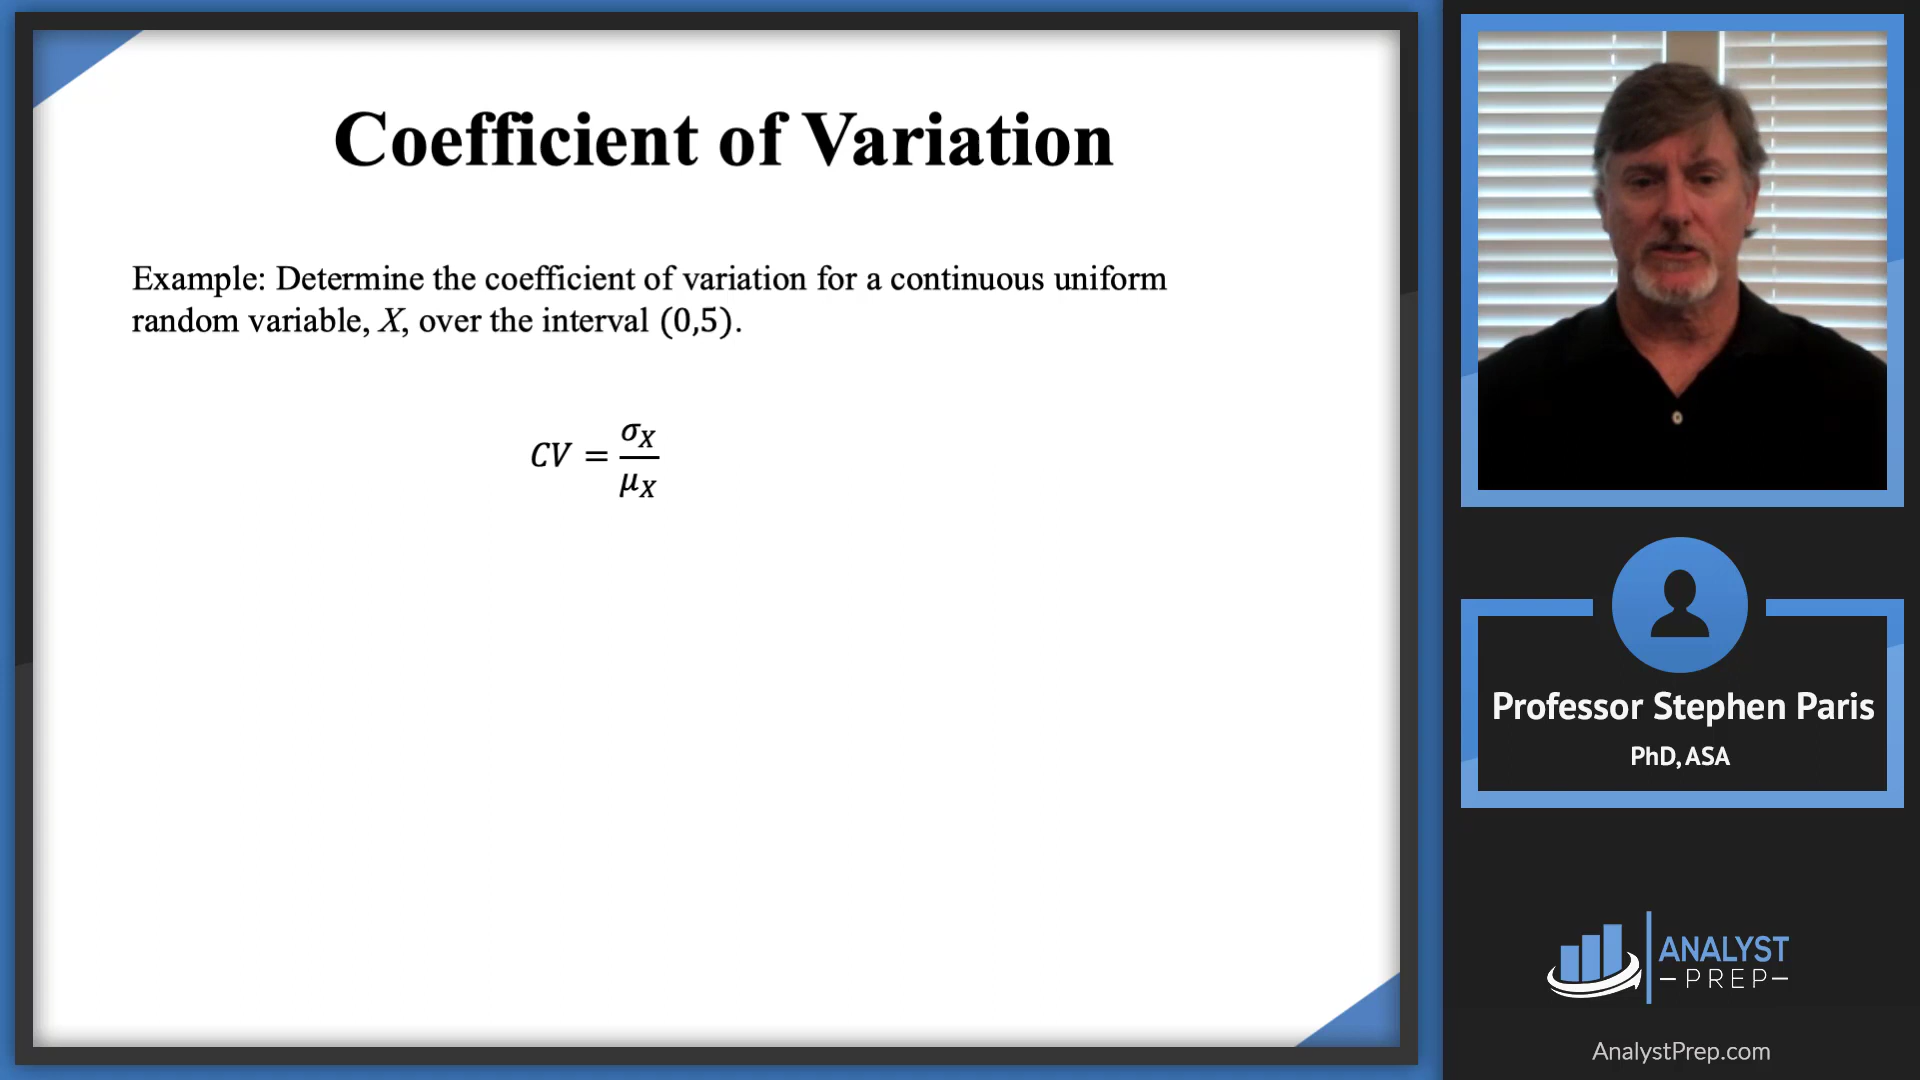 Coefficient of Variation
Example: Determine the coefficient of variation for a continuous uniform
random variable, X, over the interval (0,5).
CV = σX / μX
Professor Stephen Paris
PhD, ASA
ANALYST
PREP
AnalystPrep.com